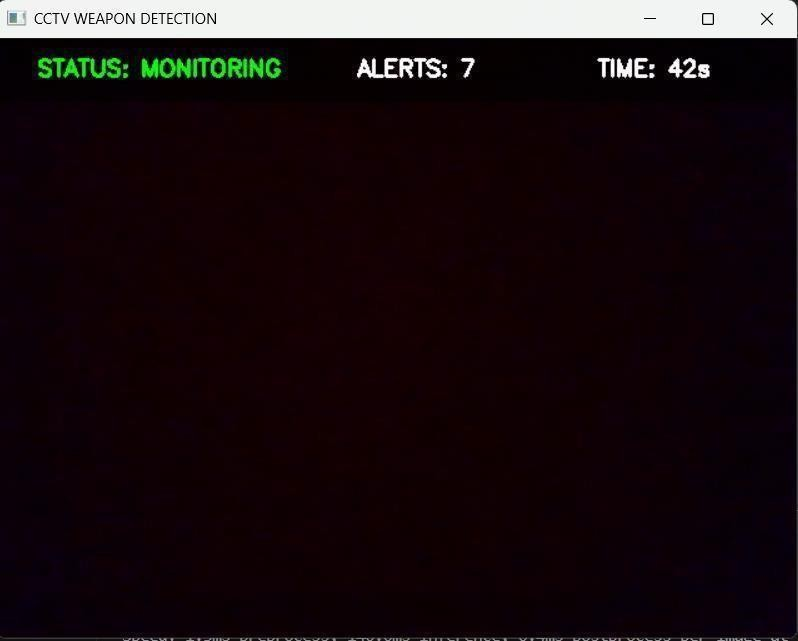 CCTV WEAPON DETECTION
STATUS: MONITORING ALERTS: 7 TIME: 42s